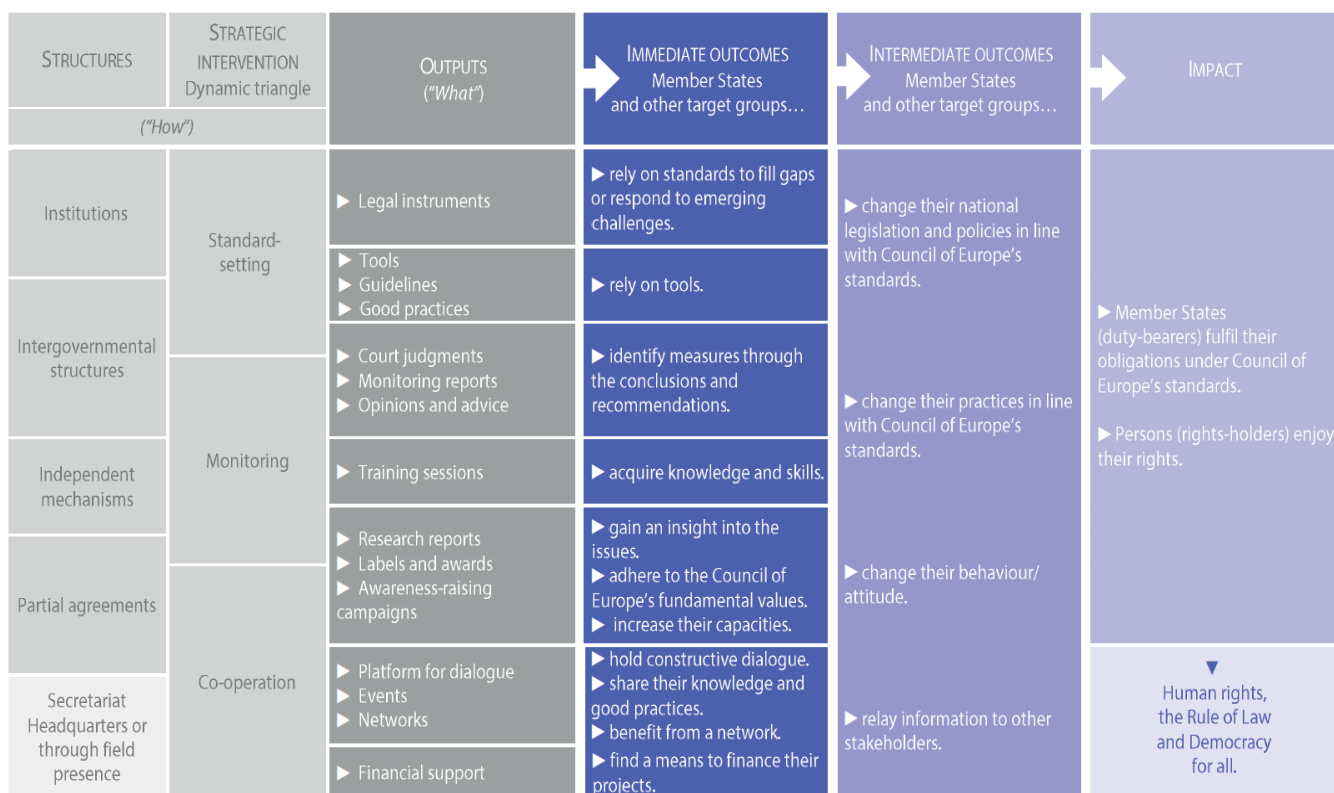 STRUCTURES
STRATEGIC
INTERVENTION
Dynamic triangle
("How")
OUTPUTS
("What")
IMMEDIATE OUTCOMES
Member States
and other target groups…
INTERMEDIATE OUTCOMES
Member States
and other target groups…
IMPACT
Institutions
Intergovernmental
structures
Independent
mechanisms
Partial agreements
Secretariat
Headquarters or
through field
presence
Standard-
setting
Monitoring
Co-operation
► Legal instruments
► Tools
► Guidelines
► Good practices
► Court judgments
► Monitoring reports
► Opinions and advice
► Training sessions
► Research reports
► Labels and awards
► Awareness-raising
campaigns
► Platform for dialogue
► Events
► Networks
► Financial support
► rely on standards to fill gaps
or respond to emerging
challenges.
► rely on tools.
► identify measures through
the conclusions and
recommendations.
► acquire knowledge and skills.
► gain an insight into the
issues.
► adhere to the Council of
Europe's fundamental values.
► increase their capacities.
► hold constructive dialogue.
► share their knowledge and
good practices.
► benefit from a network.
► find a means to finance their
projects.
► change their national
legislation and policies in line
with Council of Europe's
standards.
► change their practices in line
with Council of Europe's
standards.
► change their behaviour/
attitude.
► relay information to other
stakeholders.
► Member States
(duty-bearers) fulfil their
obligations under Council of
Europe's standards.
► Persons (rights-holders) enjoy
their rights.
▼
Human rights,
the Rule of Law
and Democracy
for all.